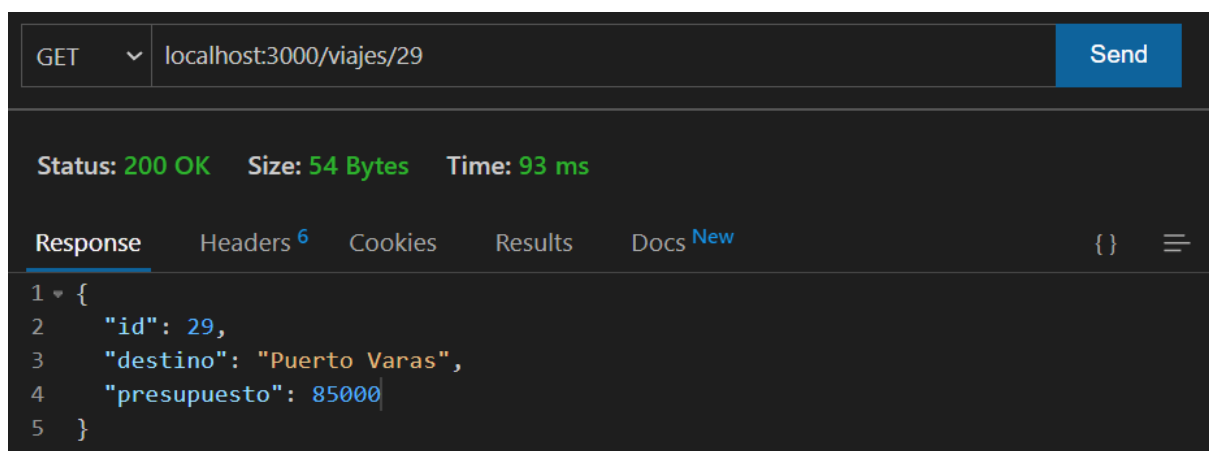 GET localhost:3000/viajes/29 Send
Status: 200 OK Size: 54 Bytes Time: 93 ms
Response Headers 6 Cookies Results Docs New { }
1 {
2 "id": 29,
3 "destino": "Puerto Varas",
4 "presupuesto": 85000
5 }